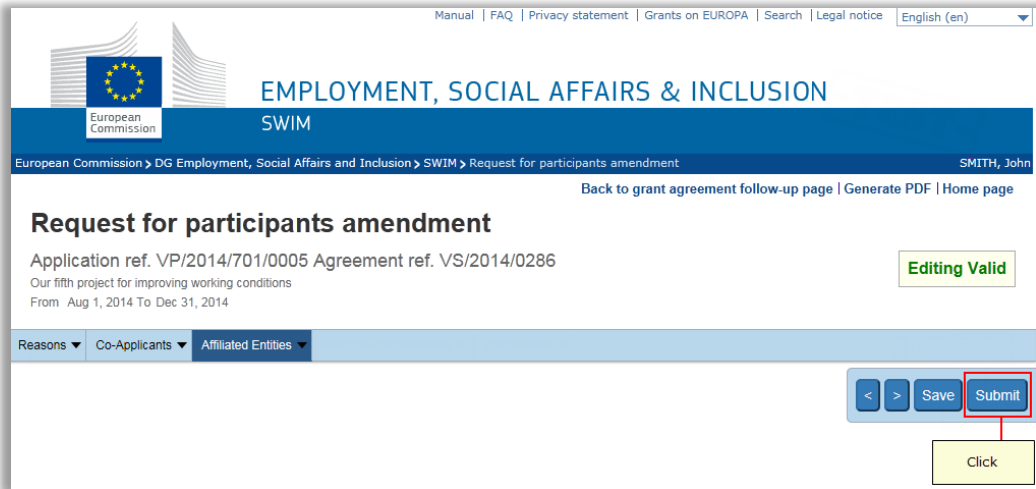 Manual | FAQ | Privacy statement | Grants on EUROPA | Search | Legal notice English (en)
European
Commission
EMPLOYMENT, SOCIAL AFFAIRS & INCLUSION
SWIM
European Commission > DG Employment, Social Affairs and Inclusion > SWIM > Request for participants amendment SMITH, John
Back to grant agreement follow-up page | Generate PDF | Home page
Request for participants amendment
Application ref. VP/2014/701/0005 Agreement ref. VS/2014/0286
Editing Valid
Our fifth project for improving working conditions
From Aug 1, 2014 To Dec 31, 2014
Reasons Co-Applicants Affiliated Entities
< > Save Submit
Click